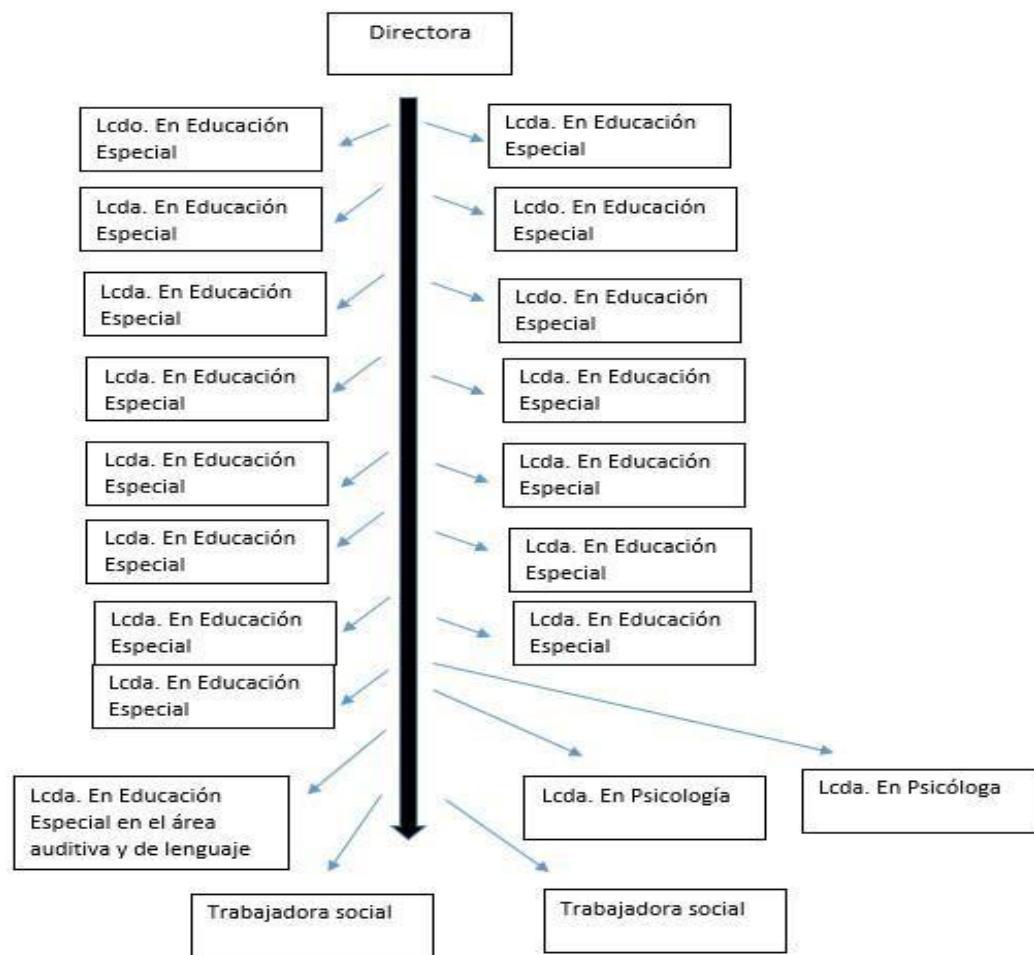 Directora
Lcdo. En Educación
Especial
Lcda. En Educación
Especial
Lcda. En Educación
Especial
Lcdo. En Educación
Especial
Lcda. En Educación
Especial
Lcdo. En Educación
Especial
Lcda. En Educación
Especial
Lcda. En Educación
Especial
Lcda. En Educación
Especial
Lcda. En Educación
Especial
Lcda. En Educación
Especial
Lcda. En Educación
Especial
Lcda. En Educación
Especial
Lcda. En Educación
Especial
Lcda. En Educación
Especial
Lcda. En Educación
Especial en el área
auditiva y de lenguaje
Lcda. En Psicología
Lcda. En Psicóloga
Trabajadora social
Trabajadora social